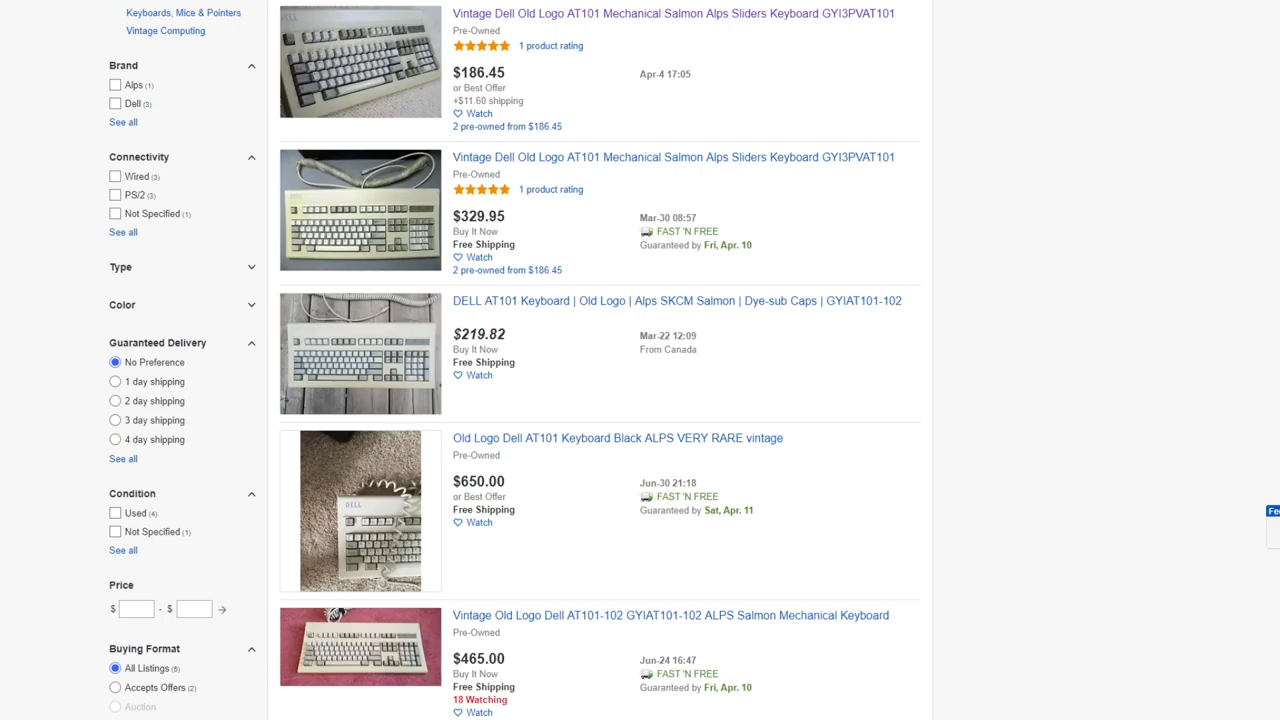 Keyboards, Mice & Pointers
Vintage Computing
Brand
Alps (1)
Dell (3)
See all
Connectivity
Wired (3)
PS/2 (3)
Not Specified (1)
See all
Type
Color
Guaranteed Delivery
No Preference
1 day shipping
2 day shipping
3 day shipping
4 day shipping
See all
Condition
Used (4)
Not Specified (1)
See all
Price
$ - $
Buying Format
All Listings (5)
Accepts Offers (2)
Auction
Vintage Dell Old Logo AT101 Mechanical Salmon Alps Sliders Keyboard GYI3PVAT101
Pre-Owned
1 product rating
$186.45
Apr-4 17:05
or Best Offer
+$11.60 shipping
Watch
2 pre-owned from $186.45
Vintage Dell Old Logo AT101 Mechanical Salmon Alps Sliders Keyboard GYI3PVAT101
Pre-Owned
1 product rating
$329.95
Mar-30 08:57
Buy It Now
FAST 'N FREE
Free Shipping
Guaranteed by Fri, Apr. 10
Watch
2 pre-owned from $186.45
DELL AT101 Keyboard | Old Logo | Alps SKCM Salmon | Dye-sub Caps | GYIAT101-102
$219.82
Mar-22 12:09
Buy It Now
From Canada
Free Shipping
Watch
Old Logo Dell AT101 Keyboard Black ALPS VERY RARE vintage
Pre-Owned
$650.00
Jun-30 21:18
or Best Offer
FAST 'N FREE
Free Shipping
Guaranteed by Sat, Apr. 11
Watch
DELL
Vintage Old Logo Dell AT101-102 GYIAT101-102 ALPS Salmon Mechanical Keyboard
Pre-Owned
$465.00
Jun-24 16:47
Buy It Now
FAST 'N FREE
Free Shipping
Guaranteed by Fri, Apr. 10
18 Watching
Watch